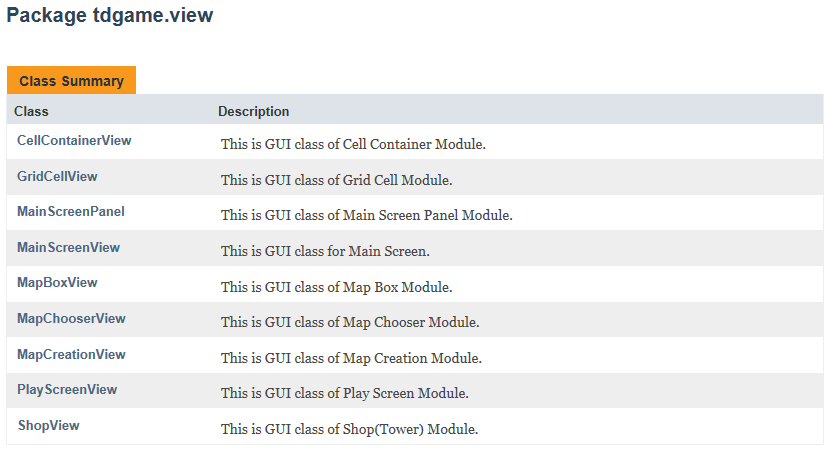 Package tdgame.view
Class Summary
Class Description
CellContainerView This is GUI class of Cell Container Module.
GridCellView This is GUI class of Grid Cell Module.
MainScreenPanel This is GUI class of Main Screen Panel Module.
MainScreenView This is GUI class for Main Screen.
MapBoxView This is GUI class of Map Box Module.
MapChooserView This is GUI class of Map Chooser Module.
MapCreationView This is GUI class of Map Creation Module.
PlayScreenView This is GUI class of Play Screen Module.
ShopView This is GUI class of Shop(Tower) Module.